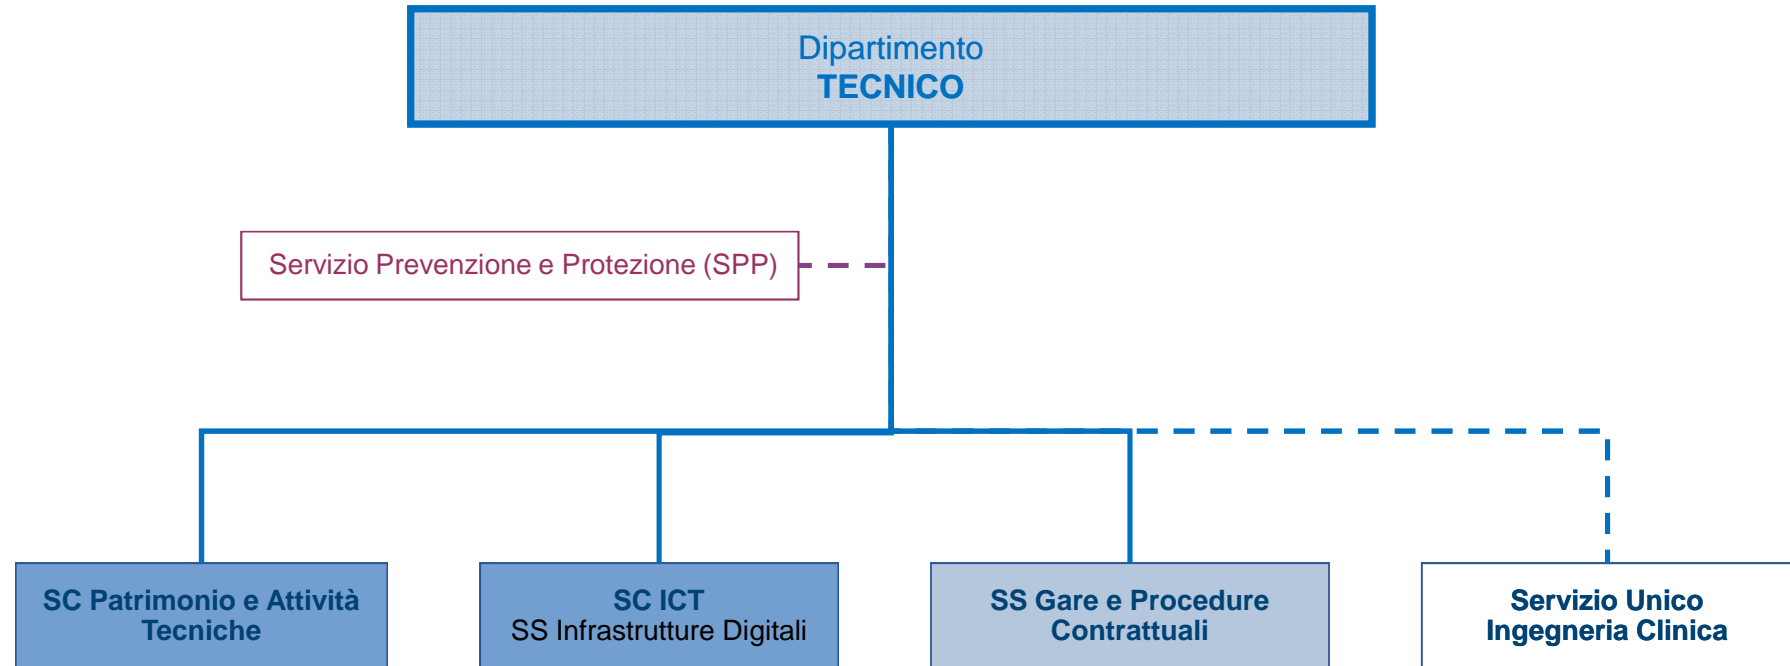 Dipartimento
TECNICO
Servizio Prevenzione e Protezione (SPP)
SC Patrimonio e Attività
Tecniche
SC ICT
SS Infrastrutture Digitali
SS Gare e Procedure
Contrattuali
Servizio Unico
Ingegneria Clinica